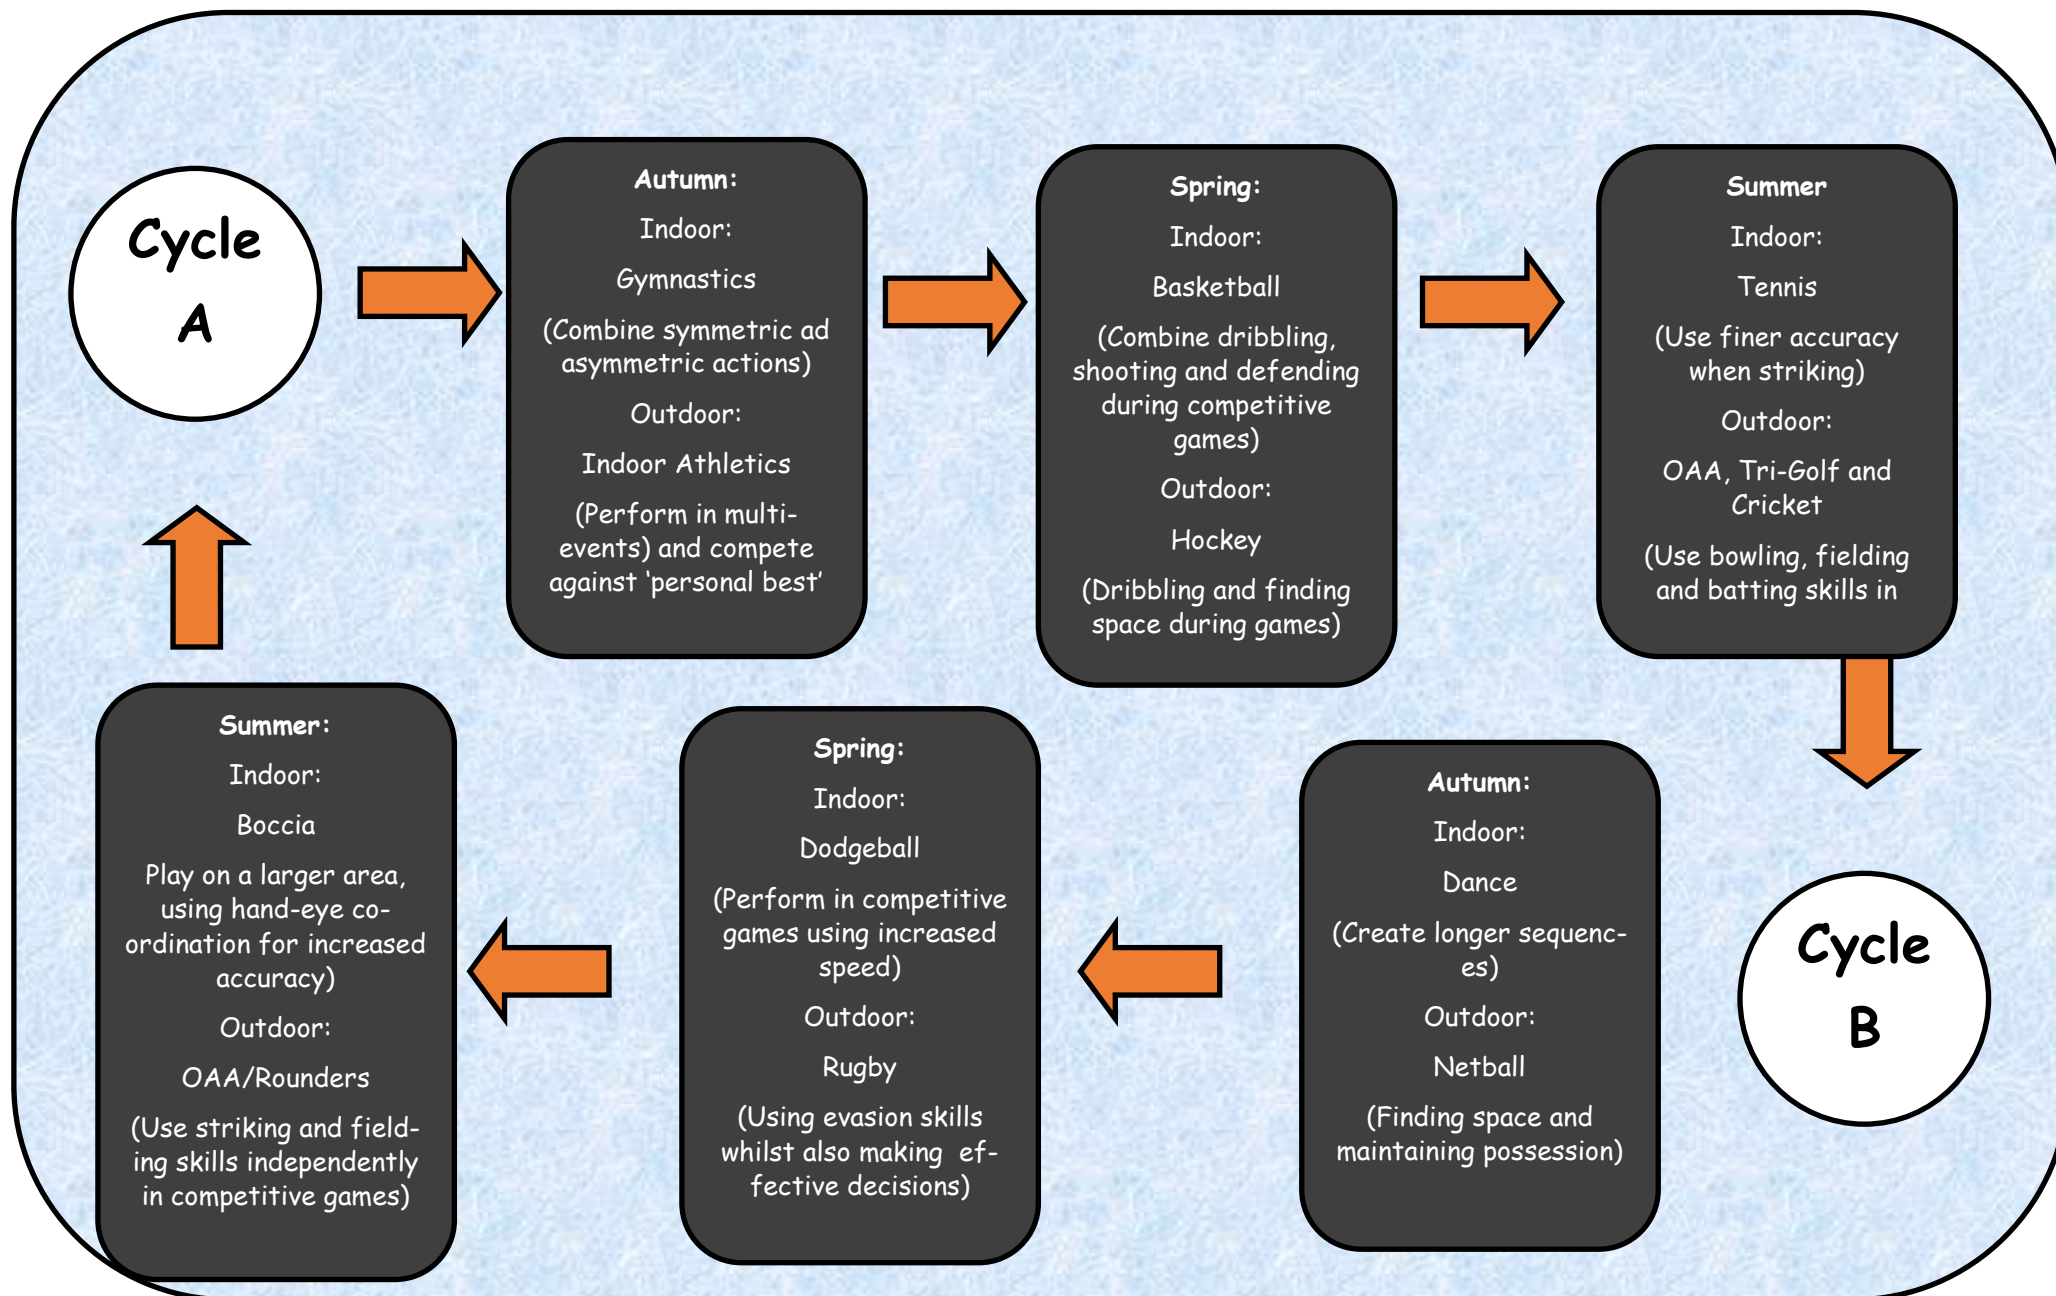 Cycle
A
Autumn:
Indoor:
Gymnastics
(Combine symmetric ad
asymmetric actions)
Outdoor:
Indoor Athletics
(Perform in multi-
events) and compete
against ‘personal best’
Spring:
Indoor:
Basketball
(Combine dribbling,
shooting and defending
during competitive
games)
Outdoor:
Hockey
(Dribbling and finding
space during games)
Summer
Indoor:
Tennis
(Use finer accuracy
when striking)
Outdoor:
OAA, Tri-Golf and
Cricket
(Use bowling, fielding
and batting skills in
Cycle
B
Autumn:
Indoor:
Dance
(Create longer sequenc-
es)
Outdoor:
Netball
(Finding space and
maintaining possession)
Spring:
Indoor:
Dodgeball
(Perform in competitive
games using increased
speed)
Outdoor:
Rugby
(Using evasion skills
whilst also making  ef-
fective decisions)
Summer:
Indoor:
Boccia
Play on a larger area,
using hand-eye co-
ordination for increased
accuracy)
Outdoor:
OAA/Rounders
(Use striking and field-
ing skills independently
in competitive games)